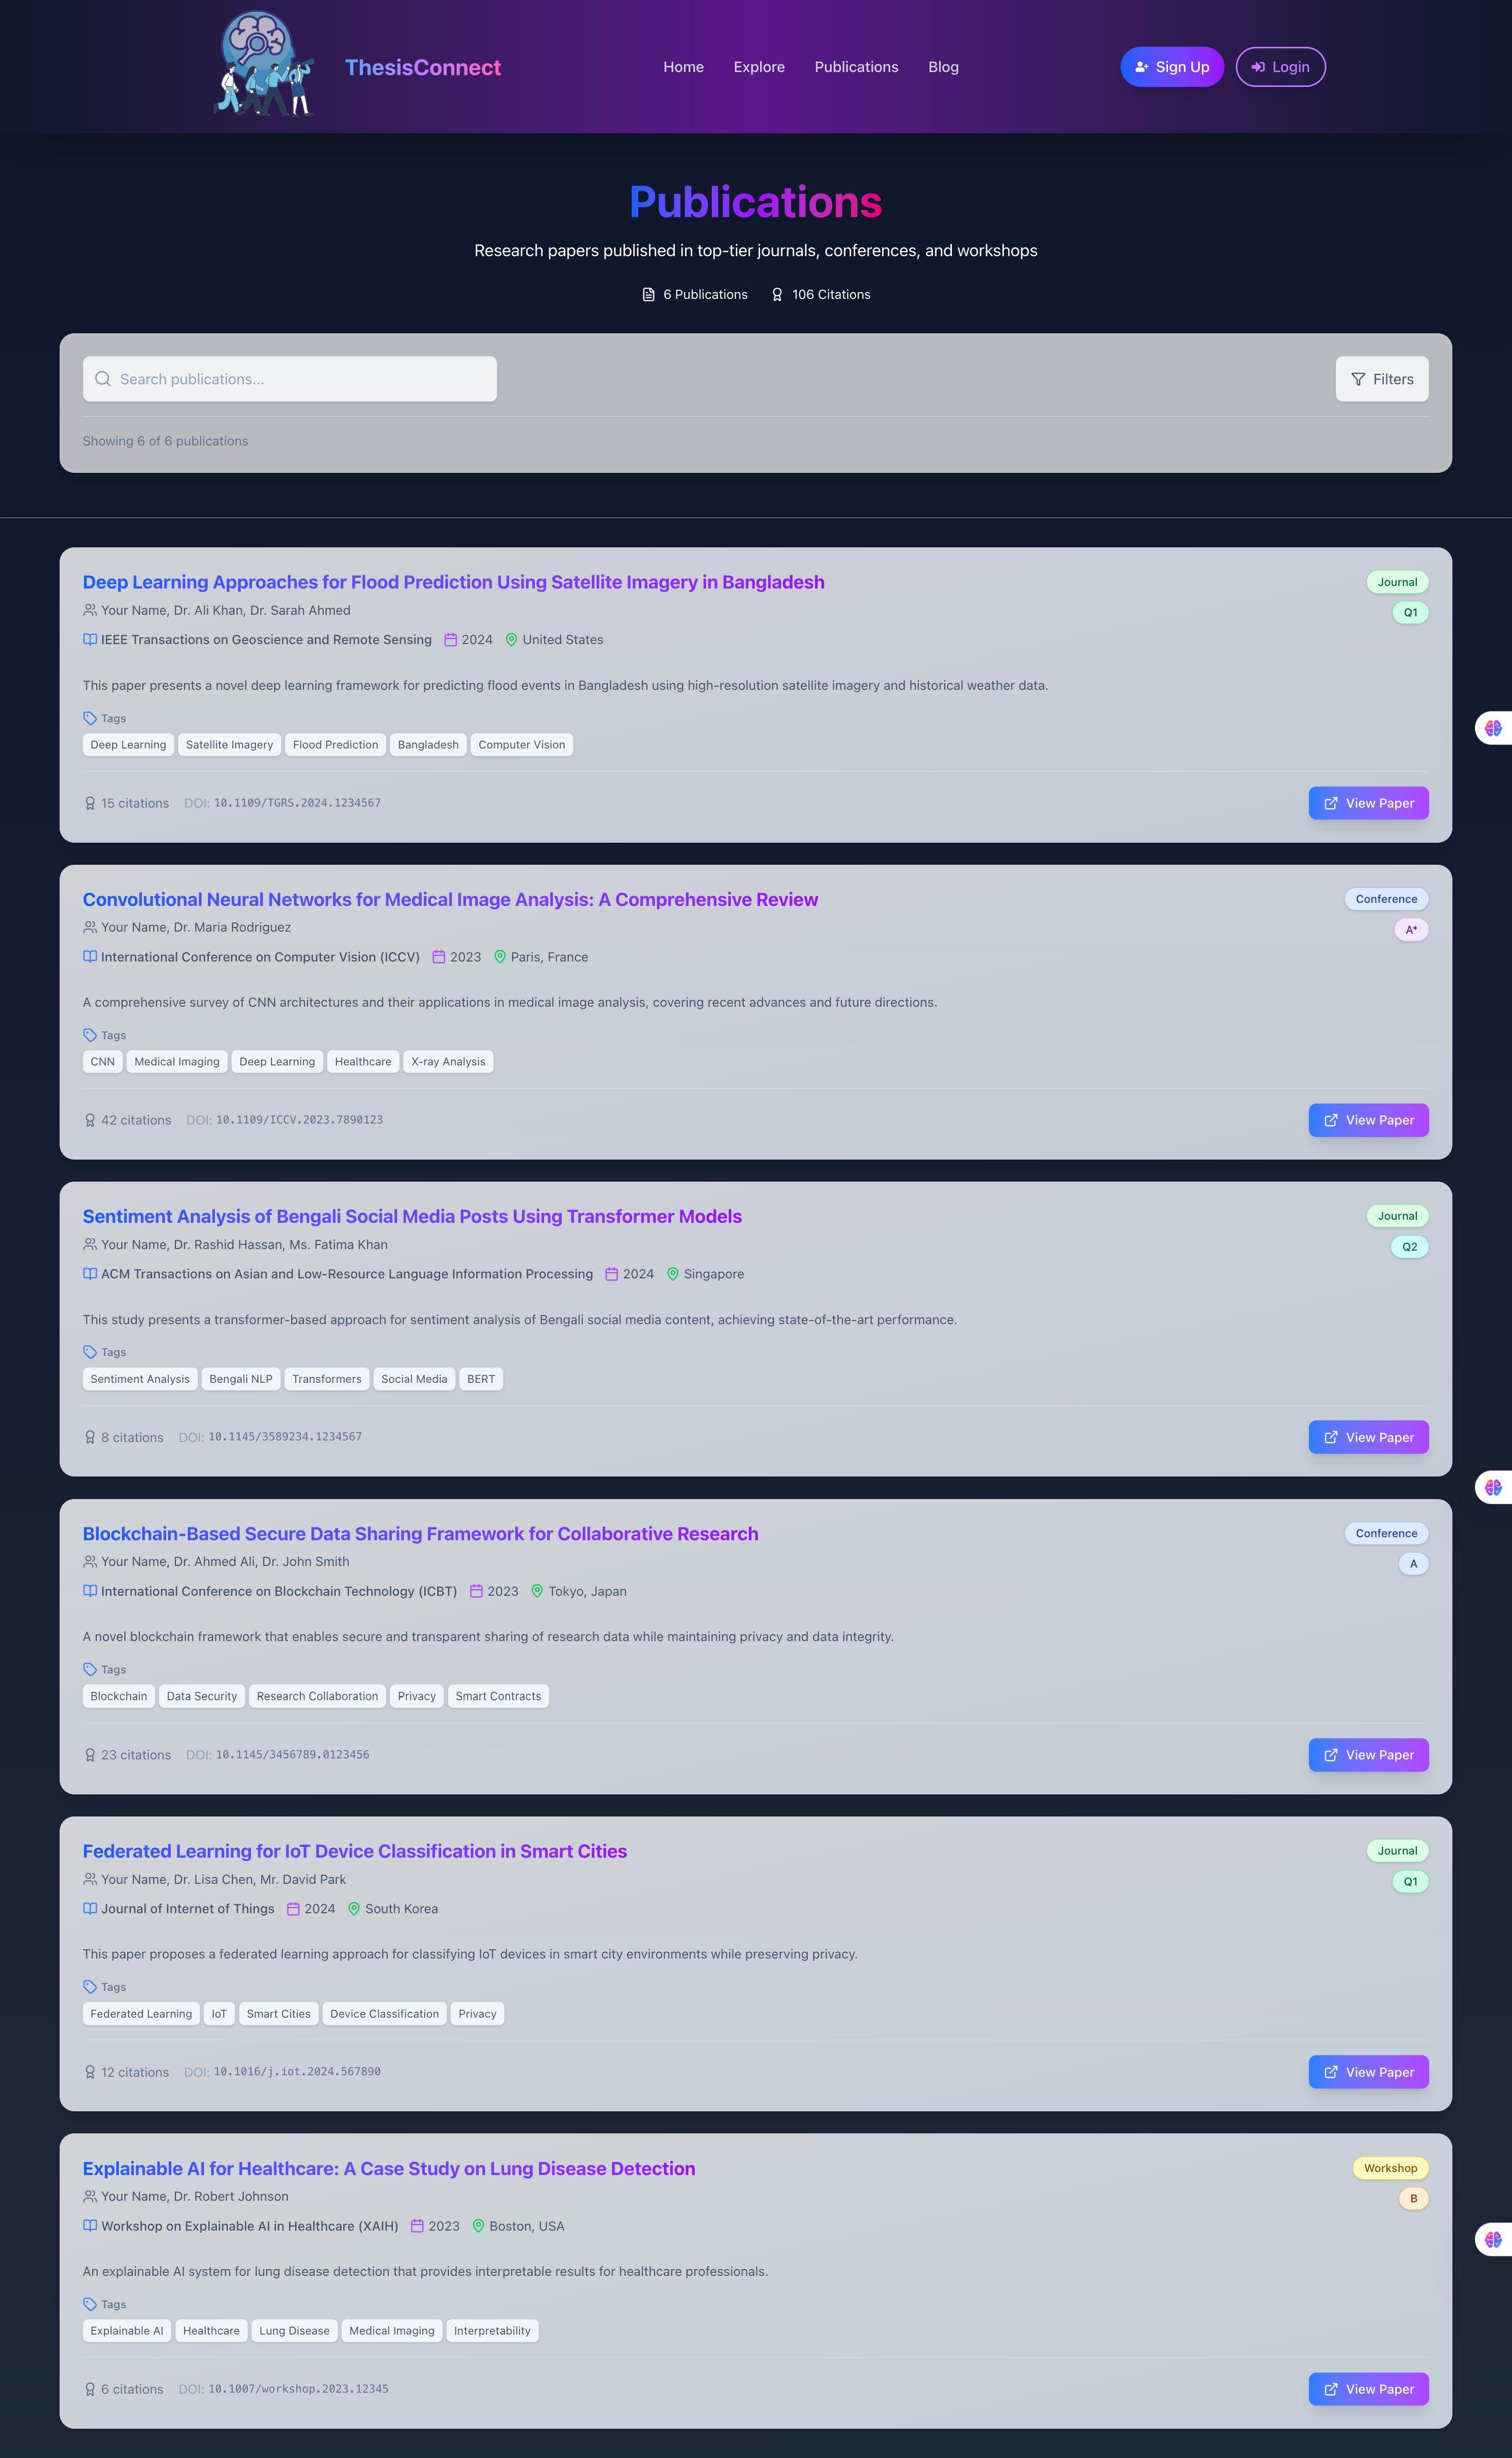 ThesisConnect
Home Explore Publications Blog
Sign Up Login
Publications
Research papers published in top-tier journals, conferences, and workshops
6 Publications 106 Citations
Search publications...
Filters
Showing 6 of 6 publications
Deep Learning Approaches for Flood Prediction Using Satellite Imagery in Bangladesh
Journal
Your Name, Dr. Ali Khan, Dr. Sarah Ahmed
Q1
IEEE Transactions on Geoscience and Remote Sensing 2024 United States
This paper presents a novel deep learning framework for predicting flood events in Bangladesh using high-resolution satellite imagery and historical weather data.
Tags
Deep Learning Satellite Imagery Flood Prediction Bangladesh Computer Vision
15 citations DOI: 10.1109/TGRS.2024.1234567
View Paper
Convolutional Neural Networks for Medical Image Analysis: A Comprehensive Review
Conference
Your Name, Dr. Maria Rodriguez
A*
International Conference on Computer Vision (ICCV) 2023 Paris, France
A comprehensive survey of CNN architectures and their applications in medical image analysis, covering recent advances and future directions.
Tags
CNN Medical Imaging Deep Learning Healthcare X-ray Analysis
42 citations DOI: 10.1109/ICCV.2023.7890123
View Paper
Sentiment Analysis of Bengali Social Media Posts Using Transformer Models
Journal
Your Name, Dr. Rashid Hassan, Ms. Fatima Khan
Q2
ACM Transactions on Asian and Low-Resource Language Information Processing 2024 Singapore
This study presents a transformer-based approach for sentiment analysis of Bengali social media content, achieving state-of-the-art performance.
Tags
Sentiment Analysis Bengali NLP Transformers Social Media BERT
8 citations DOI: 10.1145/3589234.1234567
View Paper
Blockchain-Based Secure Data Sharing Framework for Collaborative Research
Conference
Your Name, Dr. Ahmed Ali, Dr. John Smith
A
International Conference on Blockchain Technology (ICBT) 2023 Tokyo, Japan
A novel blockchain framework that enables secure and transparent sharing of research data while maintaining privacy and data integrity.
Tags
Blockchain Data Security Research Collaboration Privacy Smart Contracts
23 citations DOI: 10.1145/3456789.0123456
View Paper
Federated Learning for IoT Device Classification in Smart Cities
Journal
Your Name, Dr. Lisa Chen, Mr. David Park
Q1
Journal of Internet of Things 2024 South Korea
This paper proposes a federated learning approach for classifying IoT devices in smart city environments while preserving privacy.
Tags
Federated Learning IoT Smart Cities Device Classification Privacy
12 citations DOI: 10.1016/j.iot.2024.567890
View Paper
Explainable AI for Healthcare: A Case Study on Lung Disease Detection
Workshop
Your Name, Dr. Robert Johnson
B
Workshop on Explainable AI in Healthcare (XAIH) 2023 Boston, USA
An explainable AI system for lung disease detection that provides interpretable results for healthcare professionals.
Tags
Explainable AI Healthcare Lung Disease Medical Imaging Interpretability
6 citations DOI: 10.1007/workshop.2023.12345
View Paper